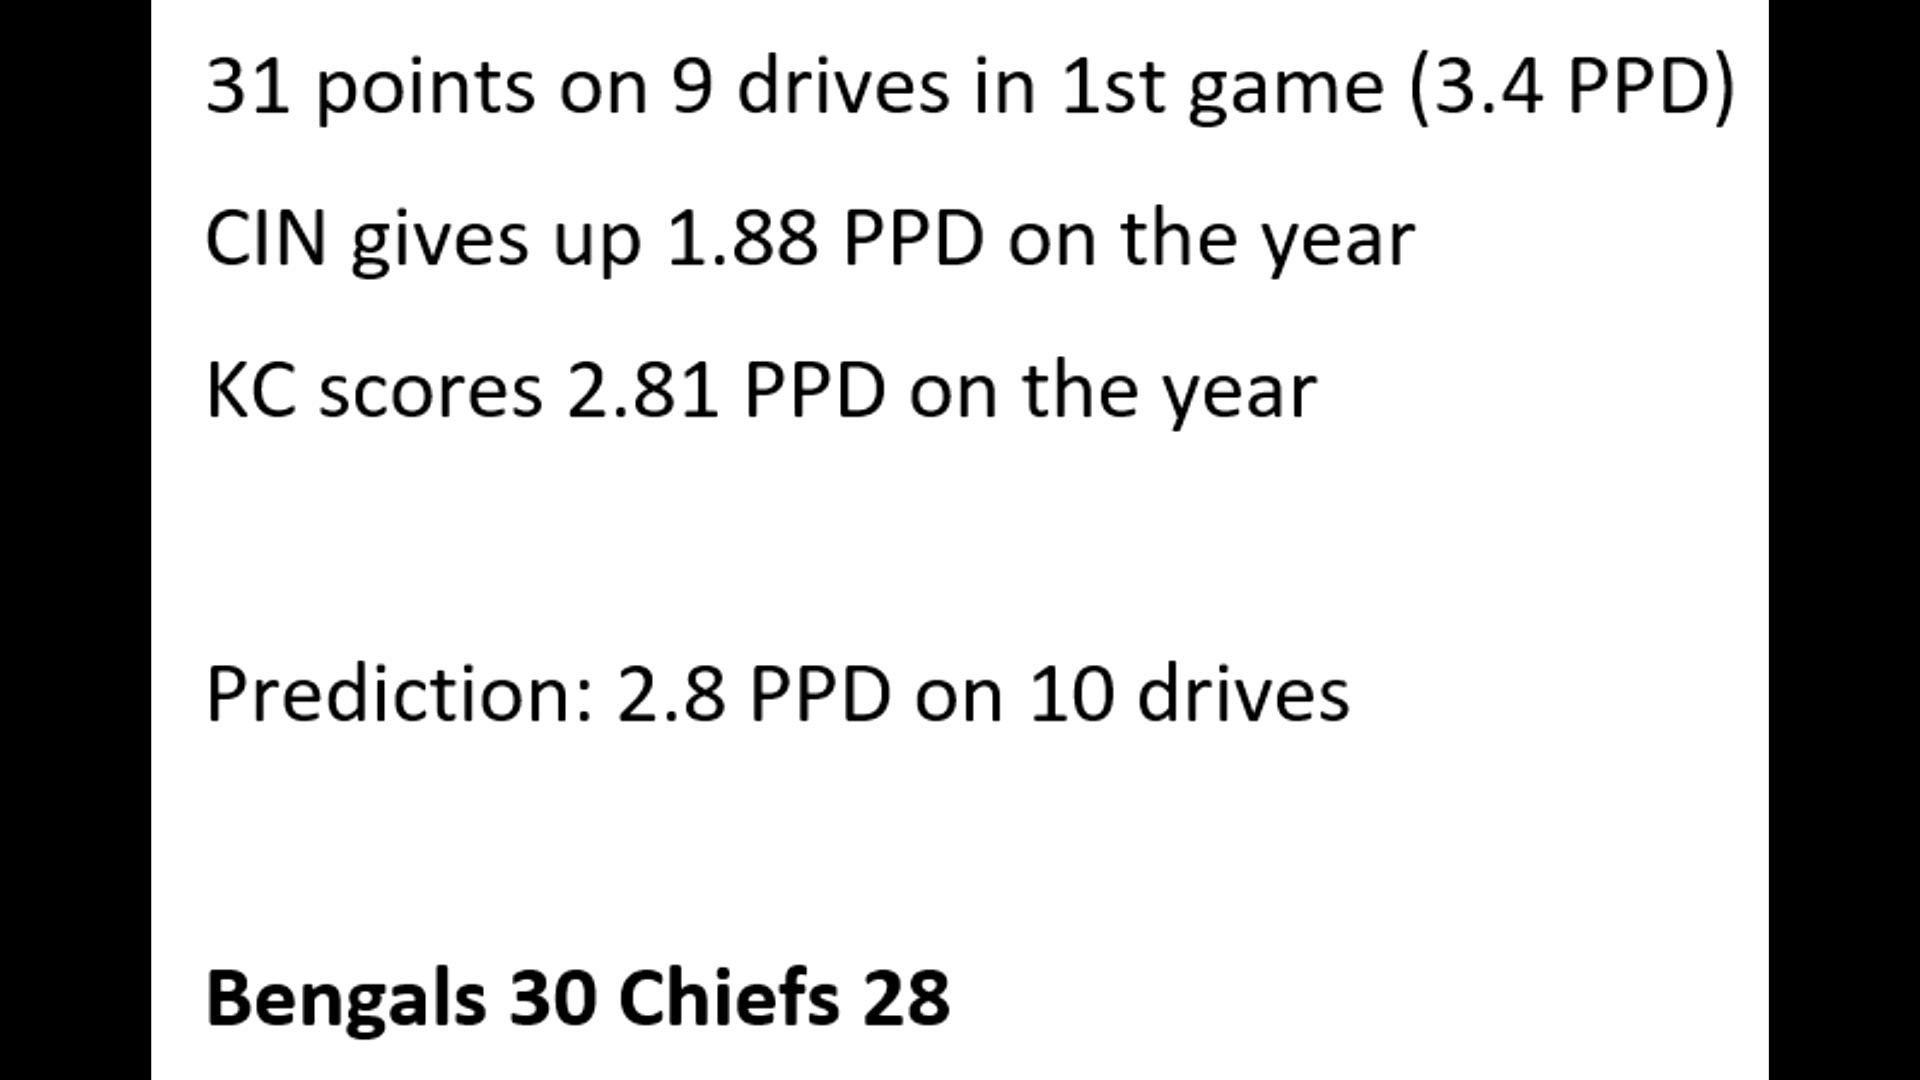 31 points on 9 drives in 1st game (3.4 PPD)
CIN gives up 1.88 PPD on the year
KC scores 2.81 PPD on the year
Prediction: 2.8 PPD on 10 drives
Bengals 30 Chiefs 28